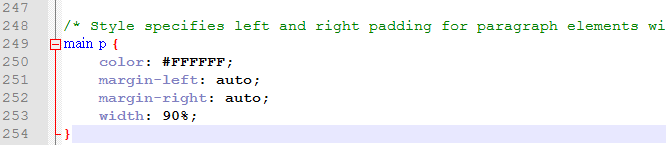 247
248 /* Style specifies left and right padding for paragraph elements wi
249 main p {
250 color: #FFFFFF;
251 margin-left: auto;
252 margin-right: auto;
253 width: 90%;
254 }